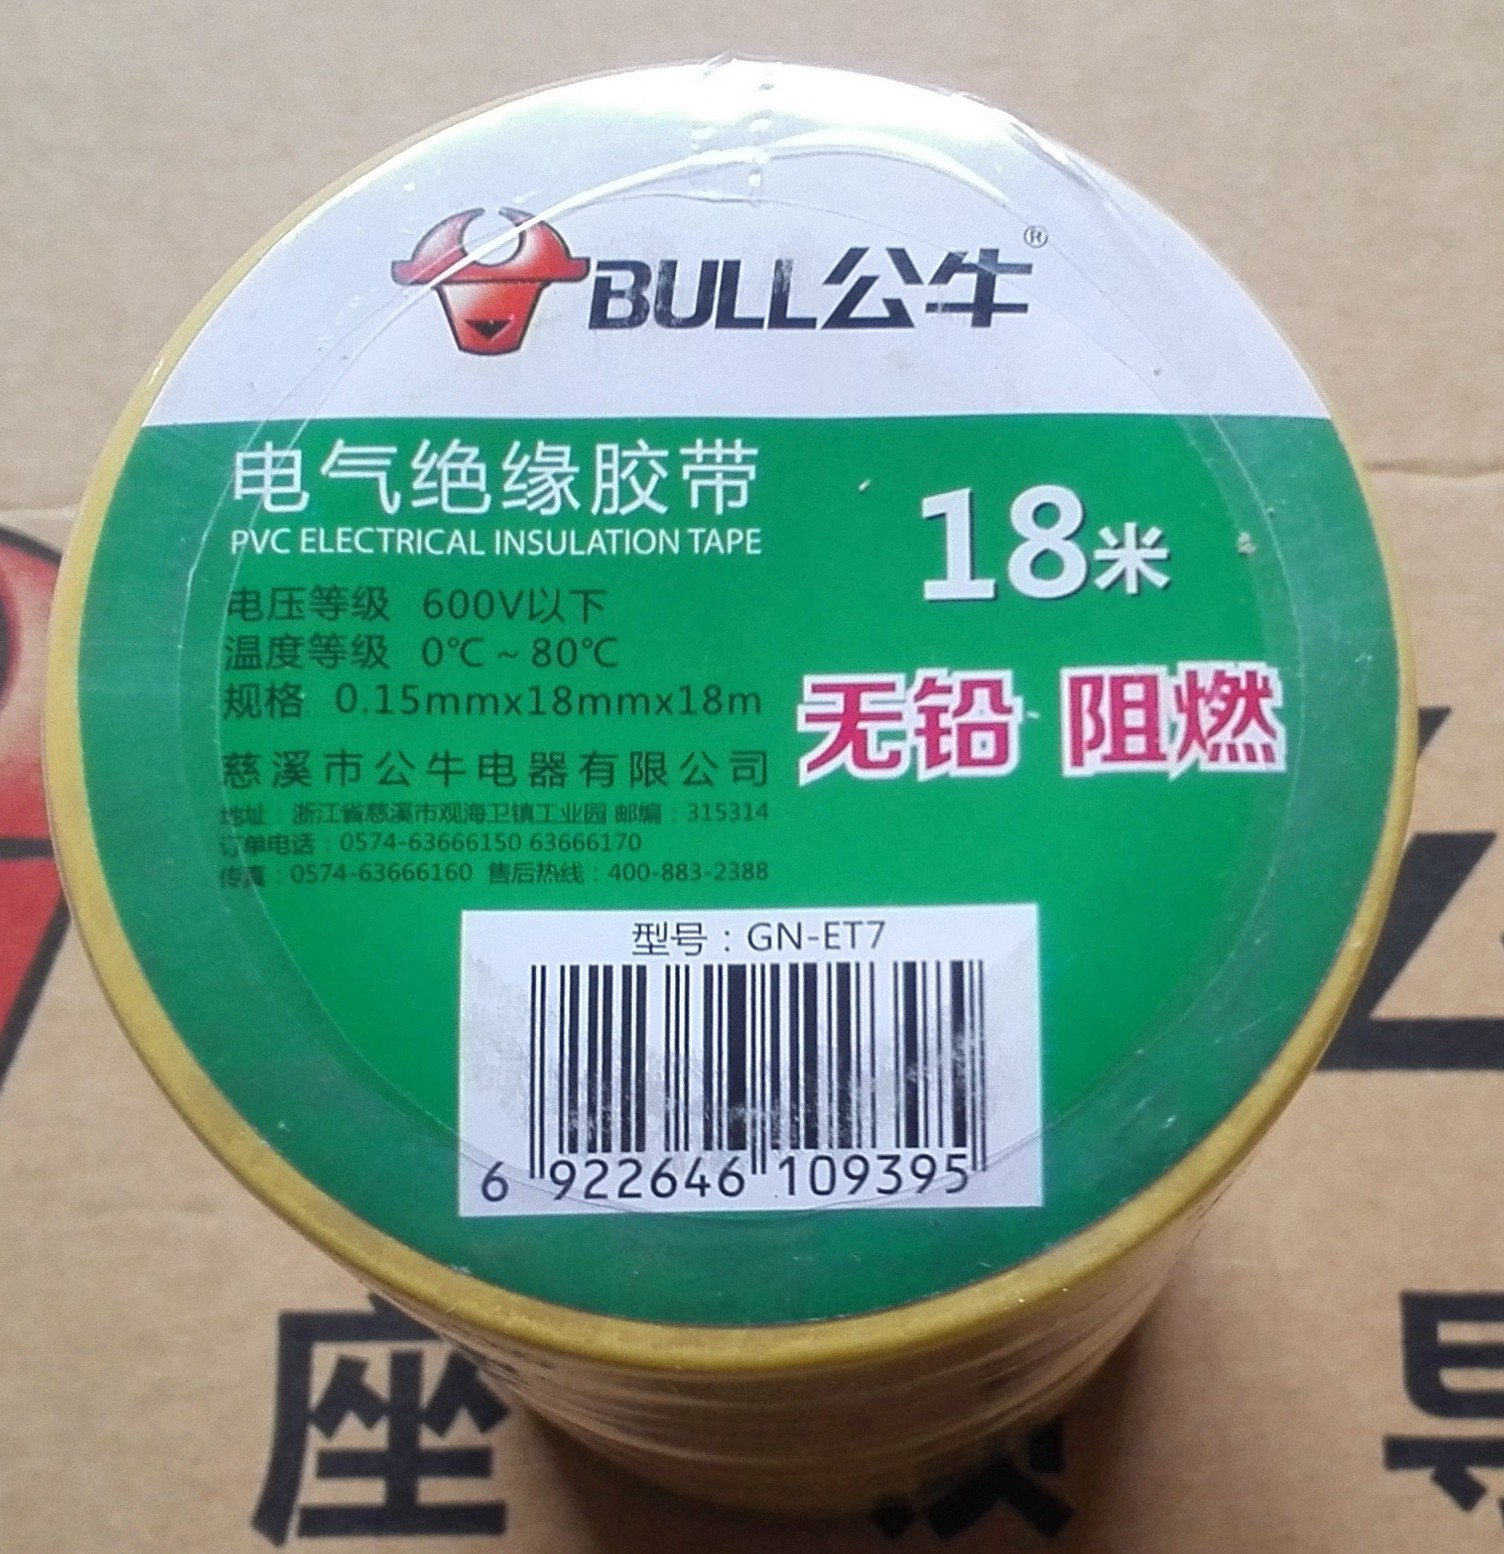 BULL公牛®
电气绝缘胶带
PVC ELECTRICAL INSULATION TAPE
18米
电压等级 600V以下
温度等级 0℃~80℃
规格 0.15mmx18mmx18m
无铅 阻燃
慈溪市公牛电器有限公司
地址：浙江省慈溪市观海卫镇工业园 邮编：315314
订单电话：0574-63666150 63666170
传真：0574-63666160 售后热线：400-883-2388
型号：GN-ET7
6 922646 109395
座